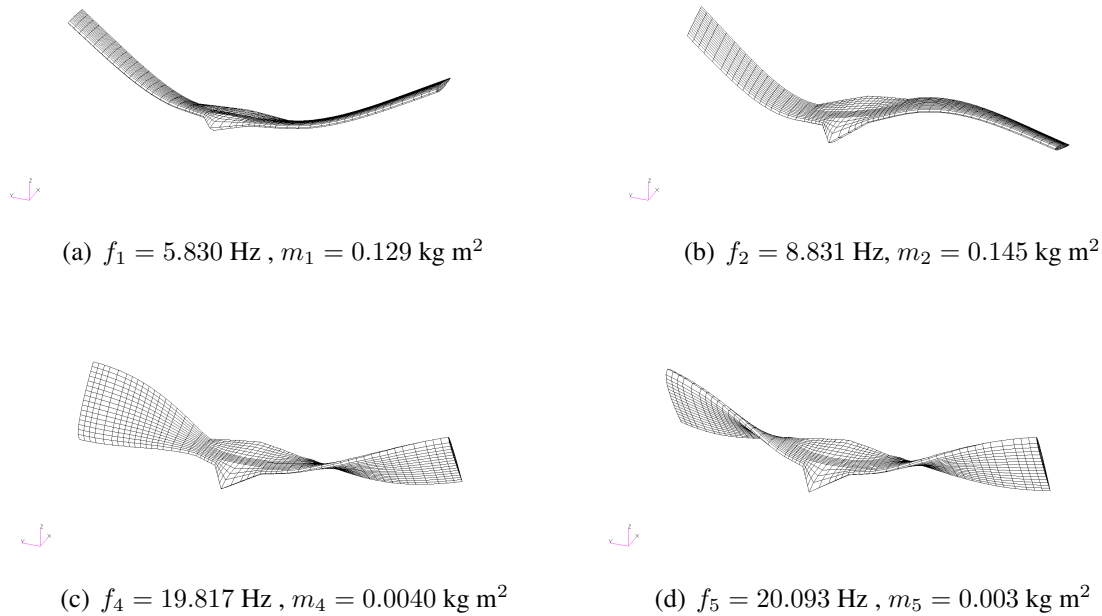 Z
Y
X
Z
Y
X
(a) f₁ = 5.830 Hz , m₁ = 0.129 kg m²
(b) f₂ = 8.831 Hz, m₂ = 0.145 kg m²
Z
Y
X
Z
Y
X
(c) f₄ = 19.817 Hz , m₄ = 0.0040 kg m²
(d) f₅ = 20.093 Hz , m₅ = 0.003 kg m²